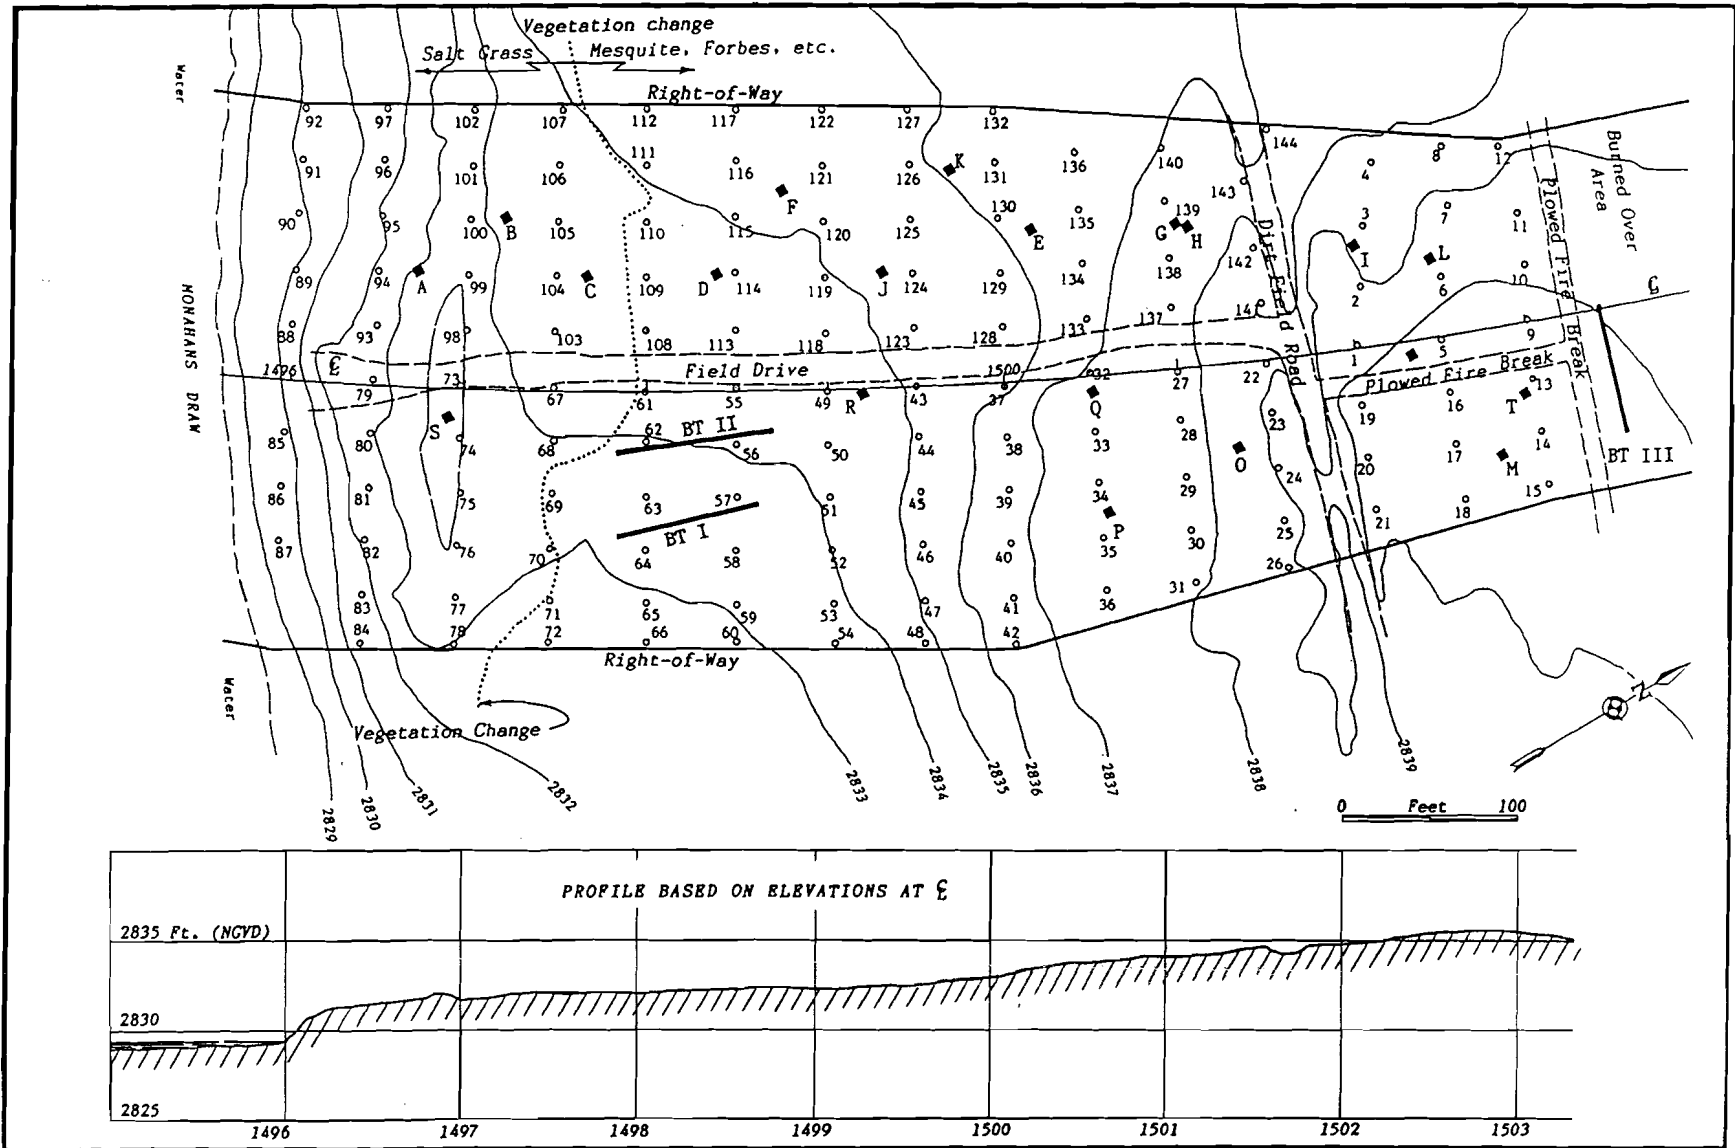 Vegetation change
Salt Grass Mesquite, Forbes, etc.
Water
Right-of-Way
92 97 102 107 112 117 122 127 132 144
111 8 12
Burned Over
Area
91 96 101 106 116 121 126 K 131 136 140 4
F 143
Plowed Fire Break
90 95 100 B 105 110 115 120 125 130 E 135 139 G H 3 7 11
Dirt Field Road
142 I L
89 94 A 99 104 C 109 D 114 119 J 124 129 134 138 2 6 10
℄
MONAHANS DRAW
88 93 98 103 108 113 118 123 128 133 137 141 1 5 9
℄
1496 79 73 Field Drive 1500 32 27 22
Plowed Fire Break
67 61 55 49 R 43 37 Q 19 16 T 13
85 80 S 74 68 62 BT II 56 50 44 38 33 28 23 O 20 17 M 14
BT III
86 81 75 69 63 57 51 45 39 34 29 24 18 15
BT I
87 82 76 70 64 58 52 46 40 35 P 30 25 21
26
83 77 71 65 59 53 47 41 36 31
84 78 72 66 60 54 48 42
Right-of-Way
Water
Vegetation Change
N
2829
2830
2831
2832
2833
2834
2835
2836
2837
2838
2839
0 Feet 100
PROFILE BASED ON ELEVATIONS AT ℄
2835 Ft. (NGVD)
2830
2825
1496 1497 1498 1499 1500 1501 1502 1503